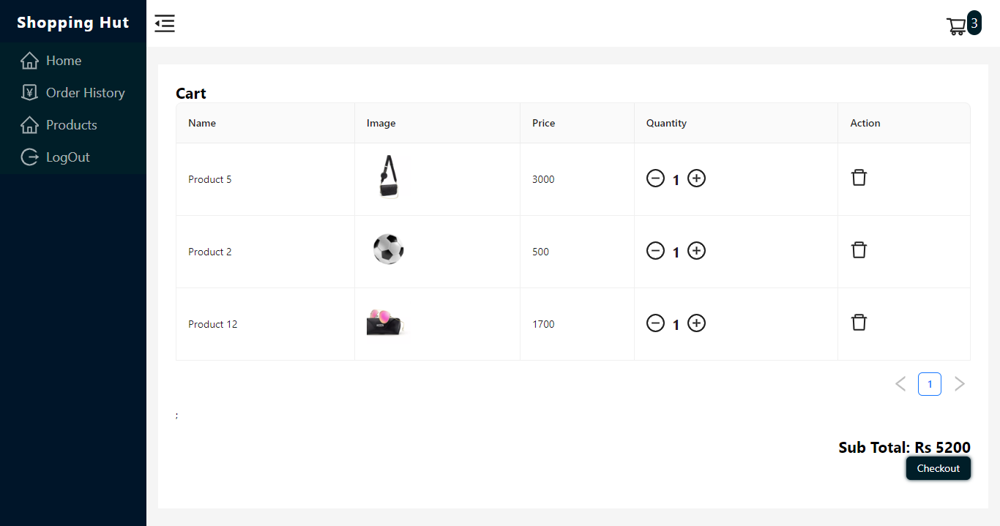 Shopping Hut
3
Home
Order History
Products
LogOut
Cart
Name Image Price Quantity Action
Product 5 3000 1
Product 2 500 1
Product 12 1700 1
1
;
Sub Total: Rs 5200
Checkout